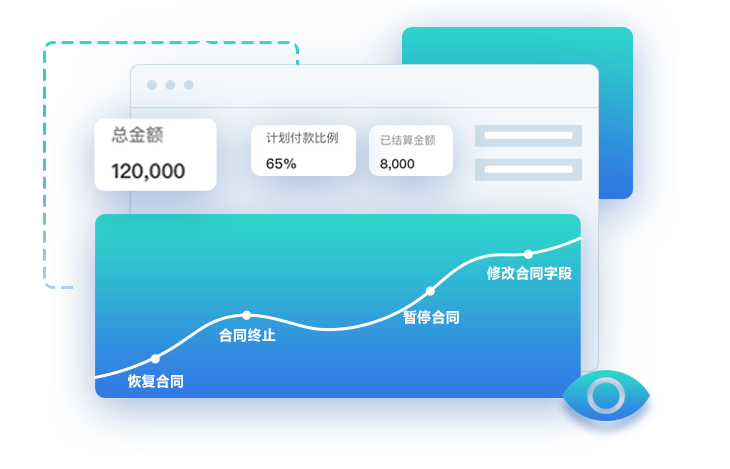 总金额
120,000
计划付款比例
65%
已结算金额
8,000
修改合同字段
暂停合同
合同终止
恢复合同